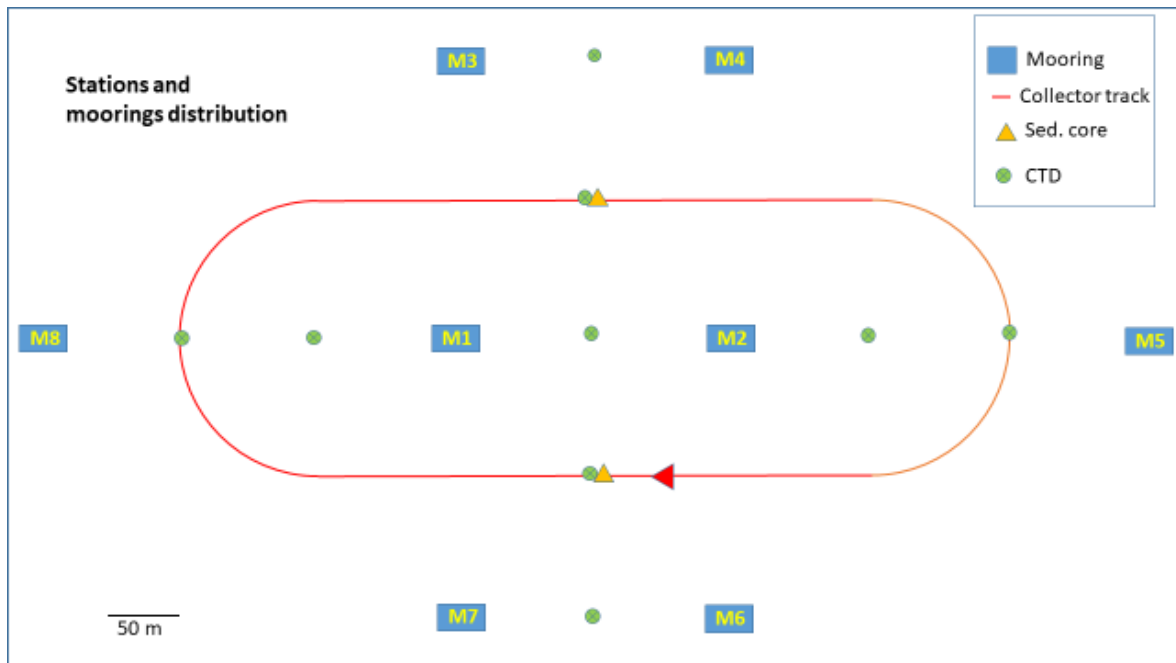 Stations and
moorings distribution
M3
M4
Mooring
Collector track
Sed. core
CTD
M8
M1
M2
M5
M7
M6
50 m